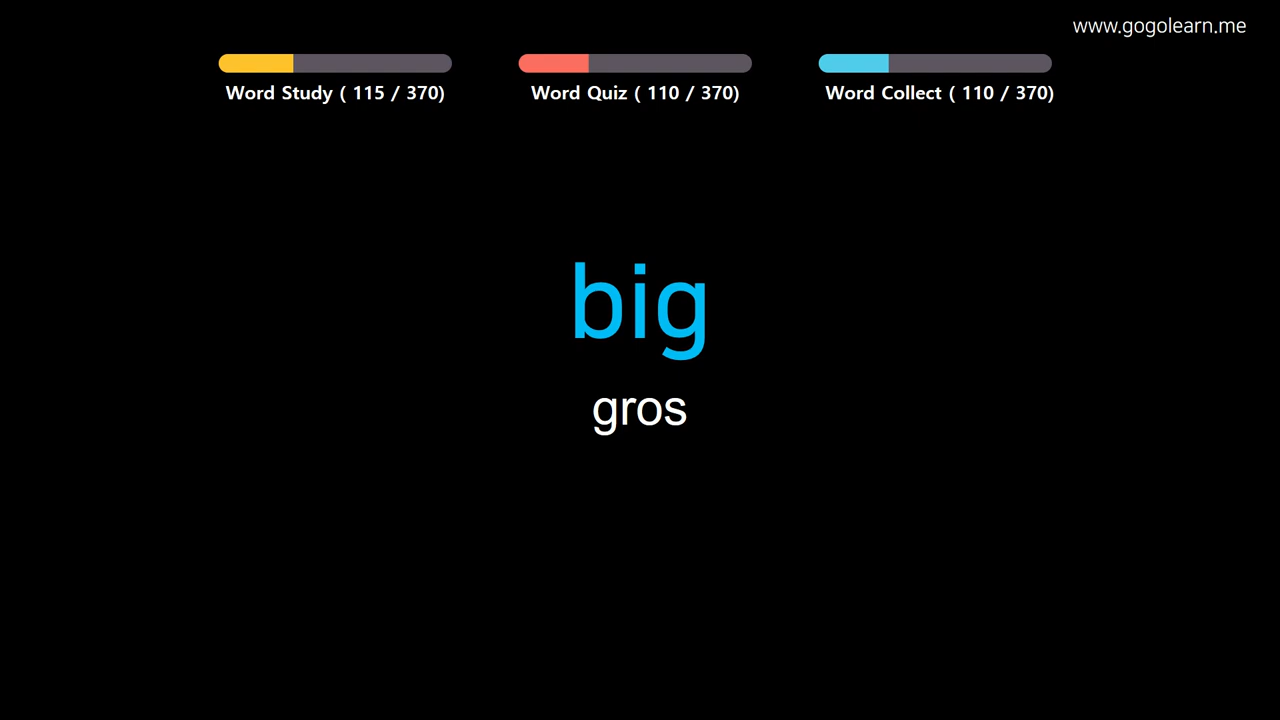 www.gogolearn.me
Word Study ( 115 / 370)
Word Quiz ( 110 / 370)
Word Collect ( 110 / 370)
big
gros